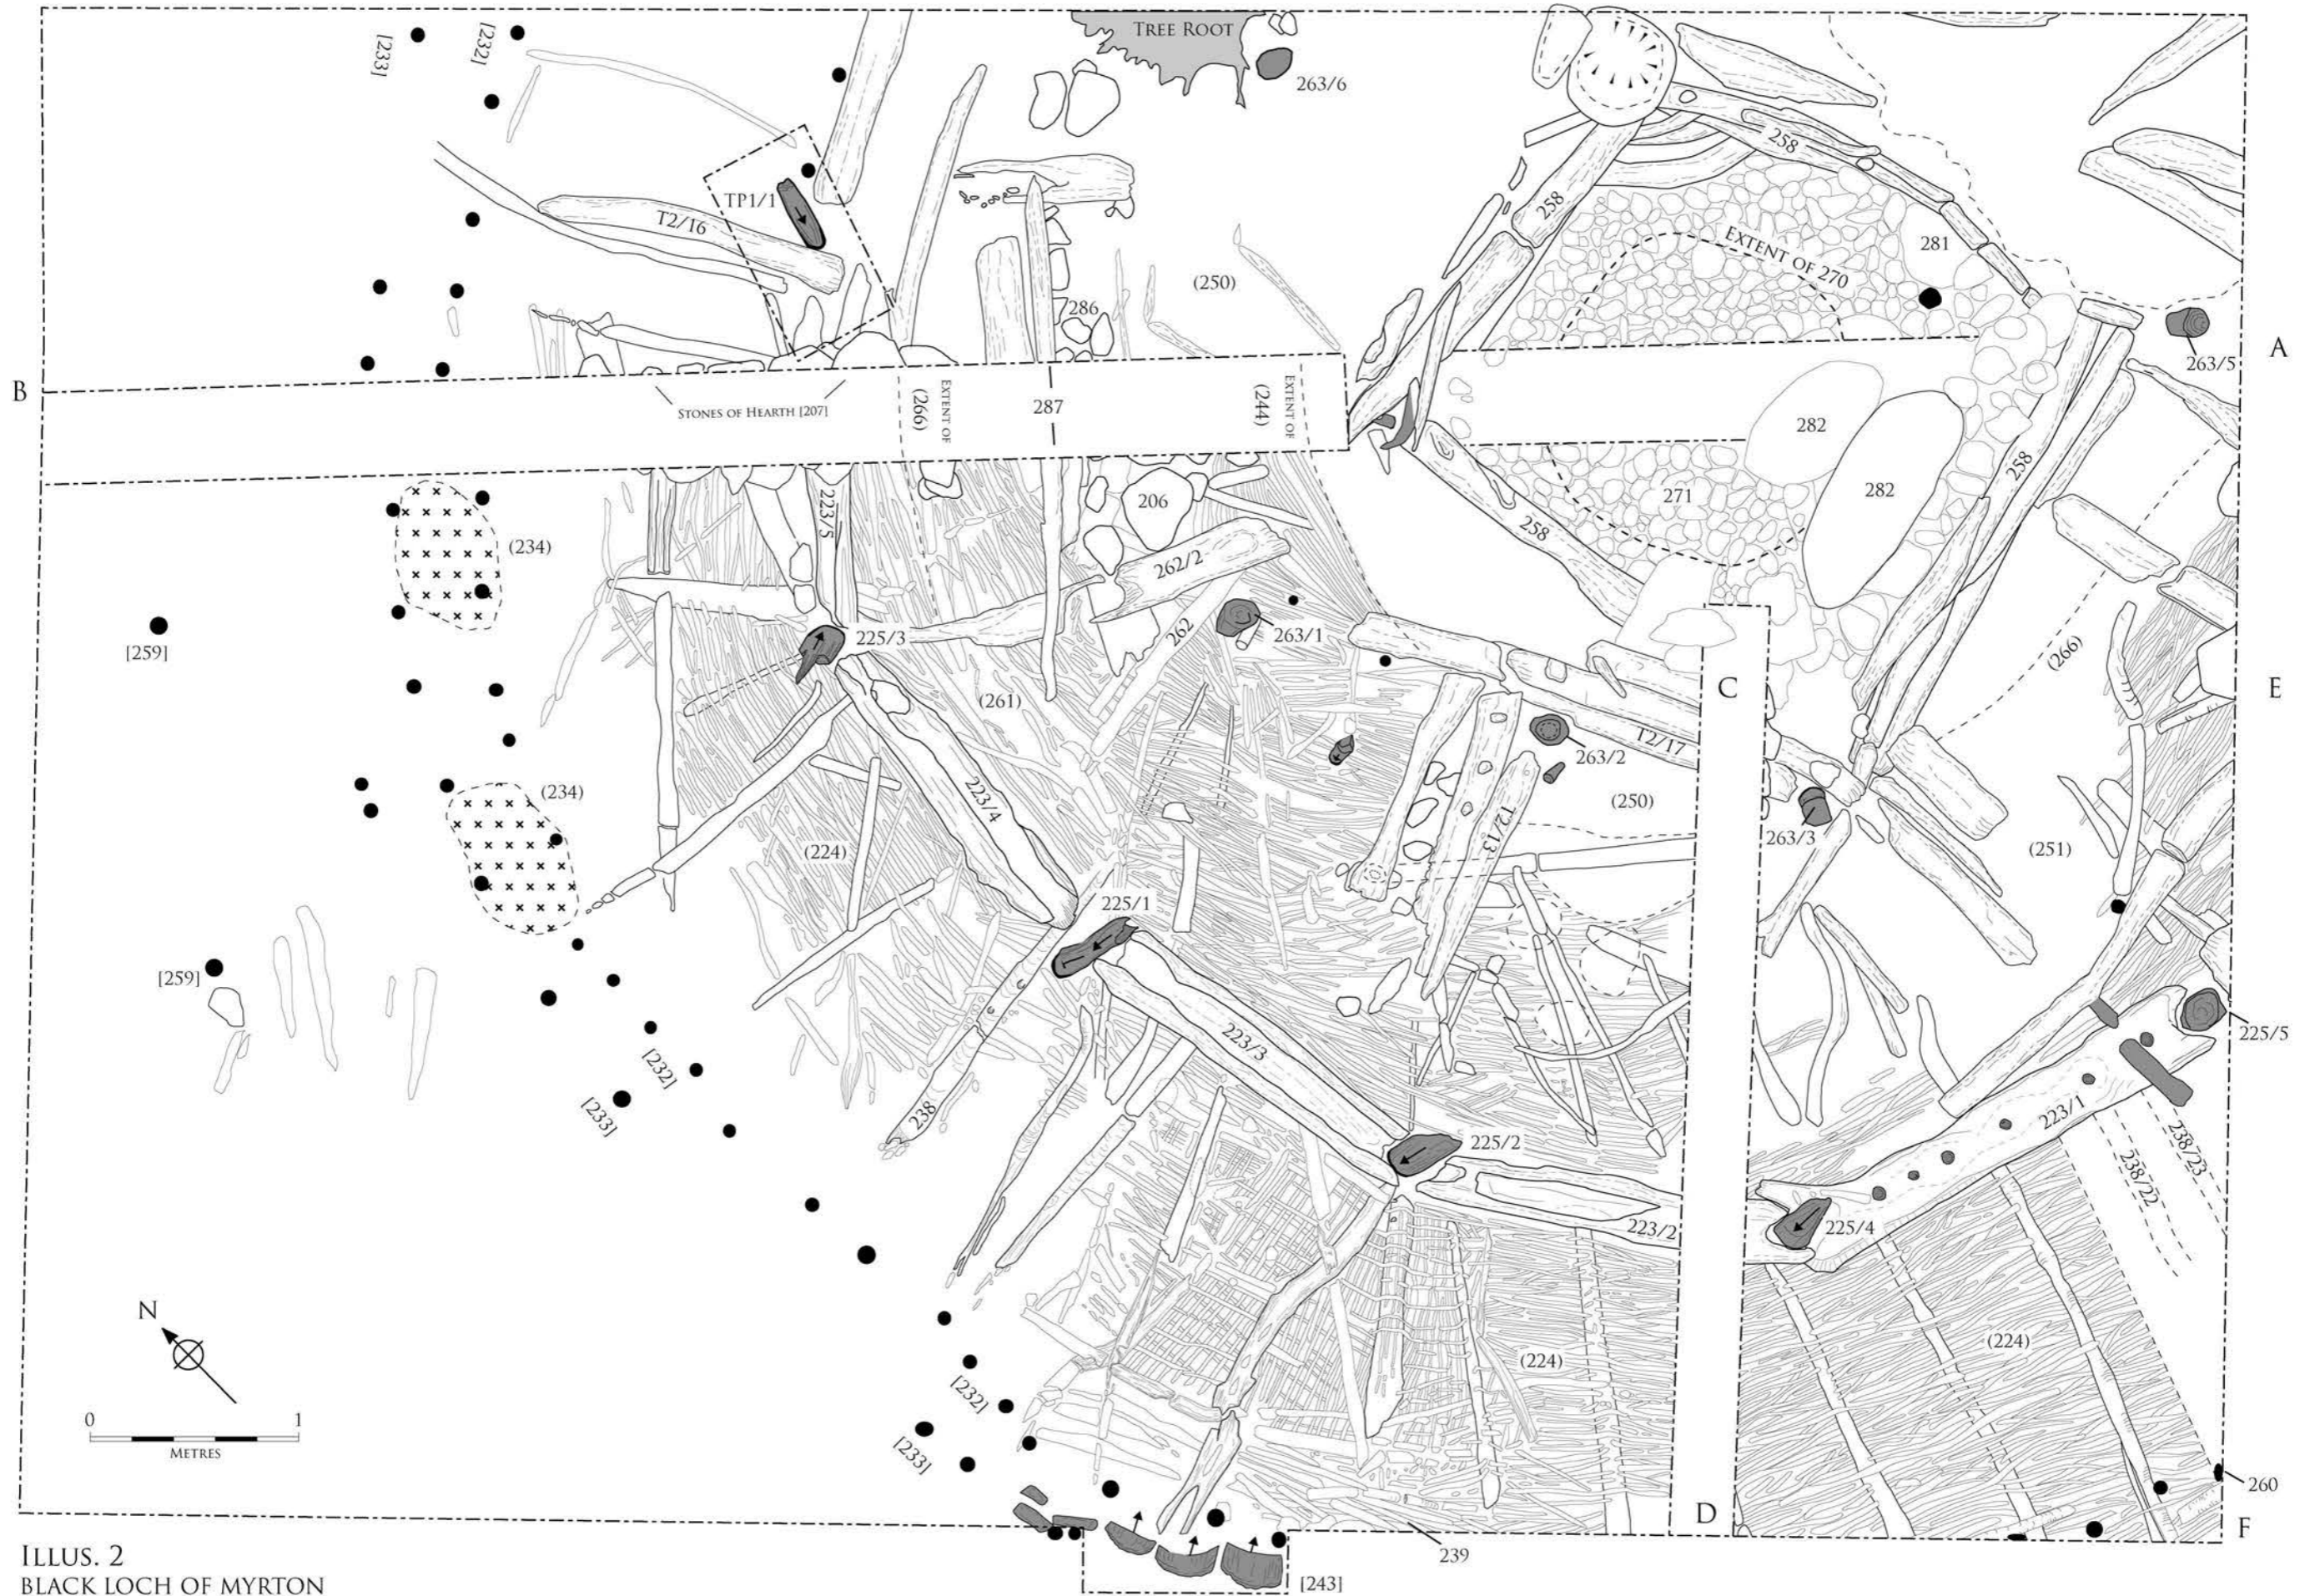 TREE ROOT
[233]
[232]
263/6
TP1/1
T2/16
258
258
281
EXTENT OF 270
(250)
286
A
263/5
B
STONES OF HEARTH [207]
EXTENT OF
(266)
287
EXTENT OF
(244)
282
282
258
271
258
206
223/5
(234)
262/2
262
263/1
[259]
225/3
(266)
C
E
(261)
T2/17
263/2
(234)
223/4
(250)
T2/13
263/3
(251)
(224)
225/1
[259]
223/3
225/5
[232]
[233]
238
223/1
238/23
238/22
225/2
223/2
225/4
N
(224)
(224)
[232]
[233]
0
1
METRES
260
D
F
239
[243]
ILLUS. 2
BLACK LOCH OF MYRTON